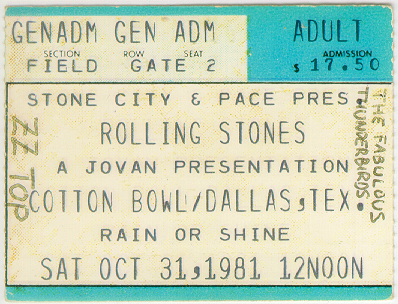 GENADM GEN ADM ADULT
SECTION ROW SEAT ADMISSION
FIELD GATE 2 $ 17.50
STONE CITY & PACE PRES.
ROLLING STONES
A JOVAN PRESENTATION
COTTON BOWL/DALLAS,TEX.
RAIN OR SHINE
SAT OCT 31,1981 12NOON
ZZ TOP
THE FABULOUS
THUNDERBIRDS.